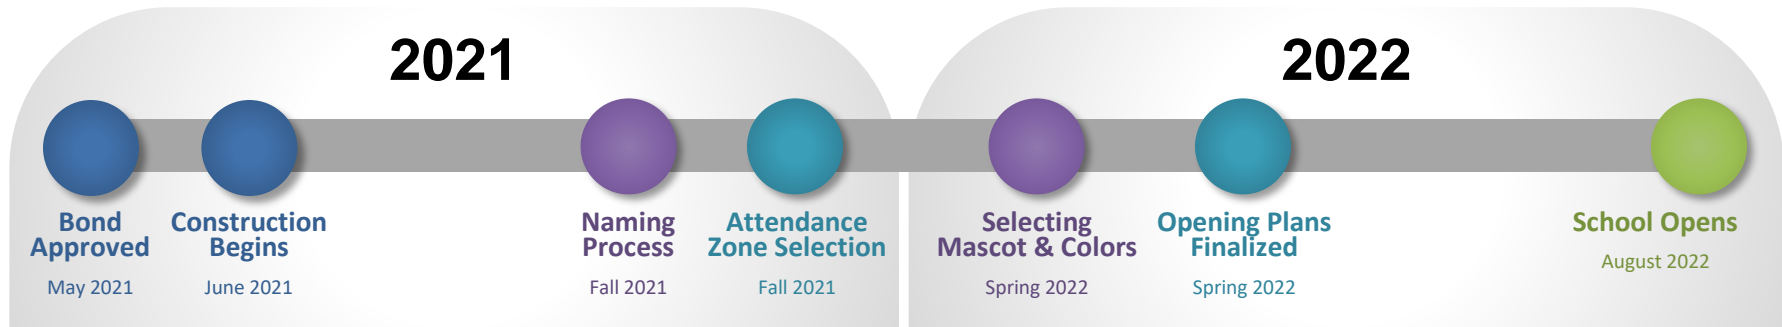 2021
2022
Bond
Approved
May 2021
Construction
Begins
June 2021
Naming
Process
Fall 2021
Attendance
Zone Selection
Fall 2021
Selecting
Mascot & Colors
Spring 2022
Opening Plans
Finalized
Spring 2022
School Opens
August 2022